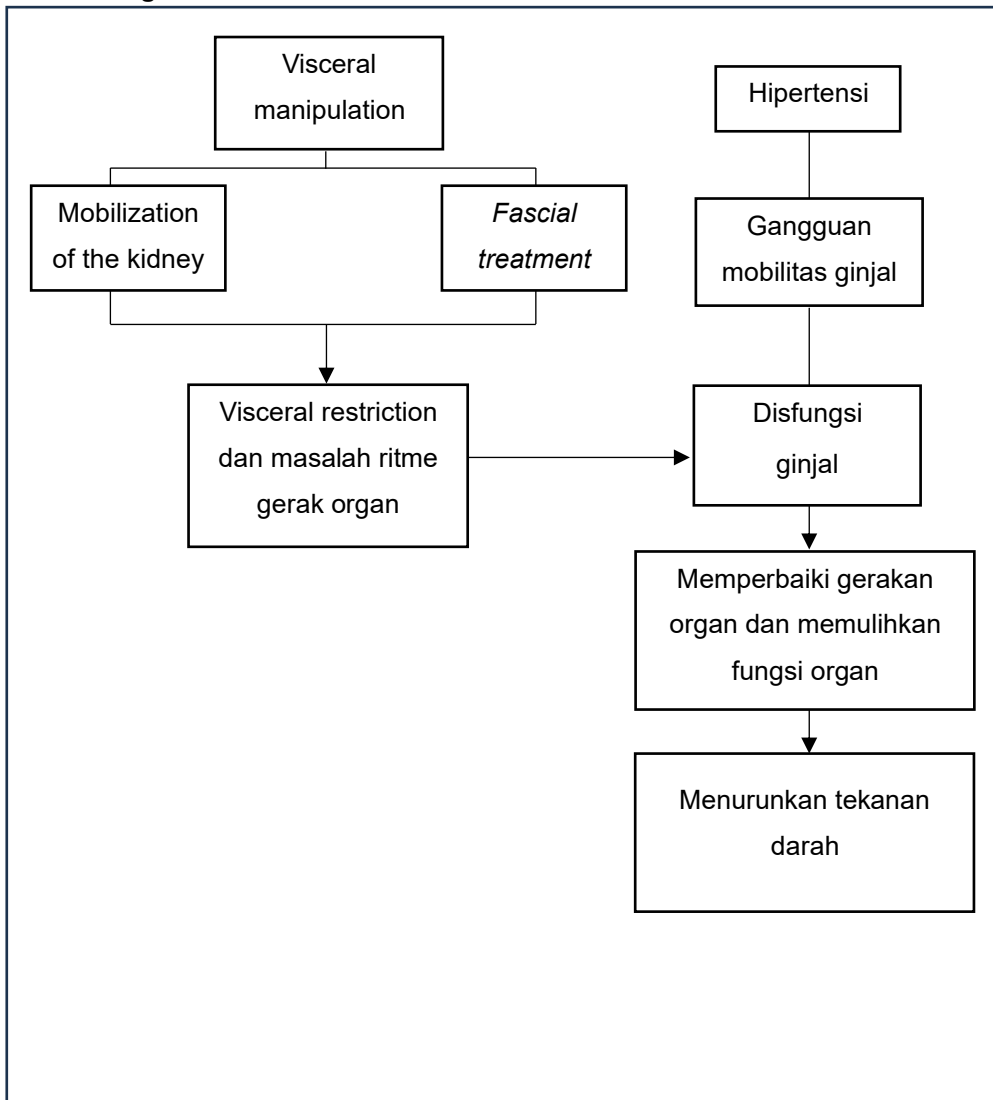 Visceral
manipulation
Hipertensi
Mobilization
of the kidney
Fascial
treatment
Gangguan
mobilitas ginjal
Visceral restriction
dan masalah ritme
gerak organ
Disfungsi
ginjal
Memperbaiki gerakan
organ dan memulihkan
fungsi organ
Menurunkan tekanan
darah